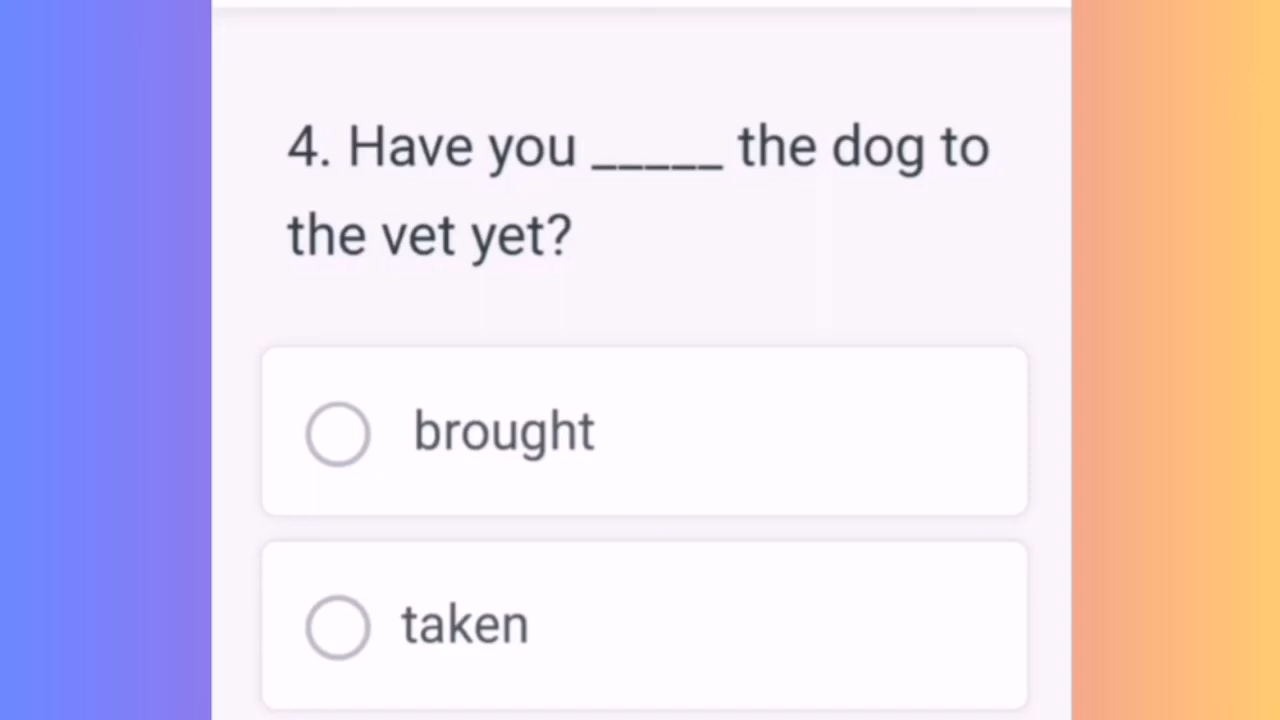 4. Have you _____ the dog to
the vet yet?
brought
taken